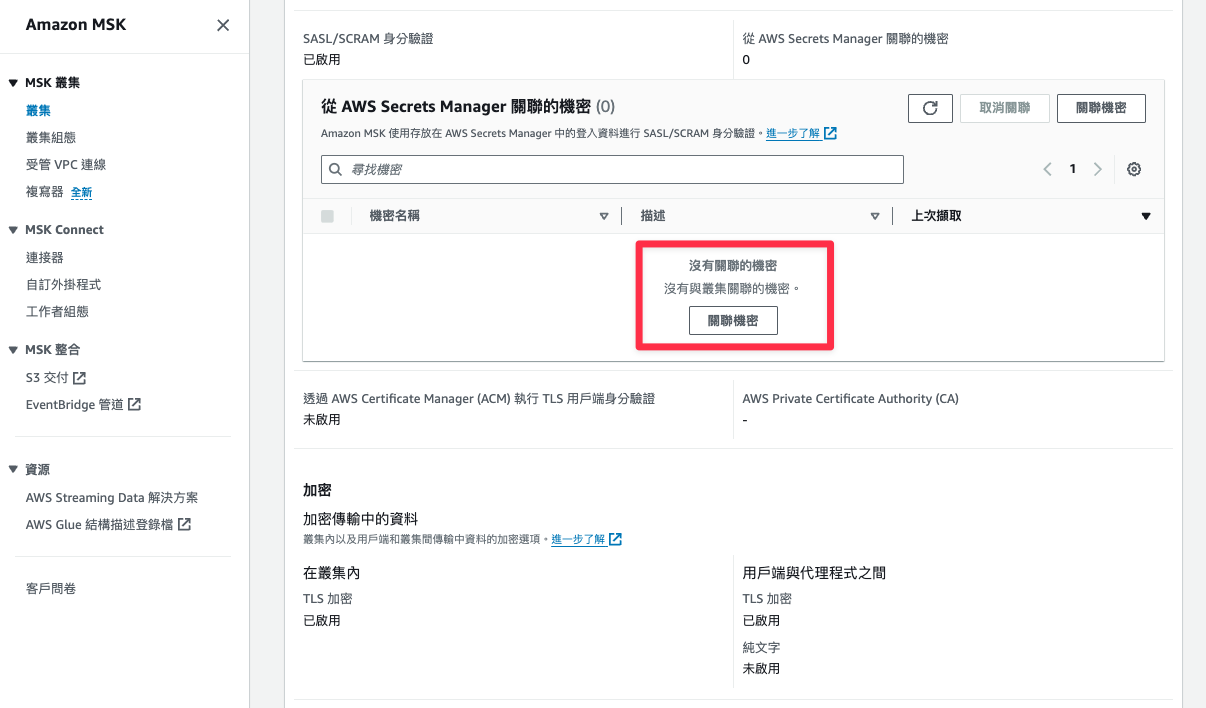 Amazon MSK
MSK 叢集
叢集
叢集組態
受管 VPC 連線
複寫器 全新
MSK Connect
連接器
自訂外掛程式
工作者組態
MSK 整合
S3 交付
EventBridge 管道
資源
AWS Streaming Data 解決方案
AWS Glue 結構描述登錄檔
客戶問卷
SASL/SCRAM 身分驗證
已啟用
從 AWS Secrets Manager 關聯的機密
0
從 AWS Secrets Manager 關聯的機密 (0)
取消關聯
關聯機密
Amazon MSK 使用存放在 AWS Secrets Manager 中的登入資料進行 SASL/SCRAM 身分驗證。進一步了解
尋找機密
1
機密名稱
描述
上次擷取
沒有關聯的機密
沒有與叢集關聯的機密。
關聯機密
透過 AWS Certificate Manager (ACM) 執行 TLS 用戶端身分驗證
未啟用
AWS Private Certificate Authority (CA)
-
加密
加密傳輸中的資料
叢集內以及用戶端和叢集間傳輸中資料的加密選項。進一步了解
在叢集內
TLS 加密
已啟用
用戶端與代理程式之間
TLS 加密
已啟用
純文字
未啟用